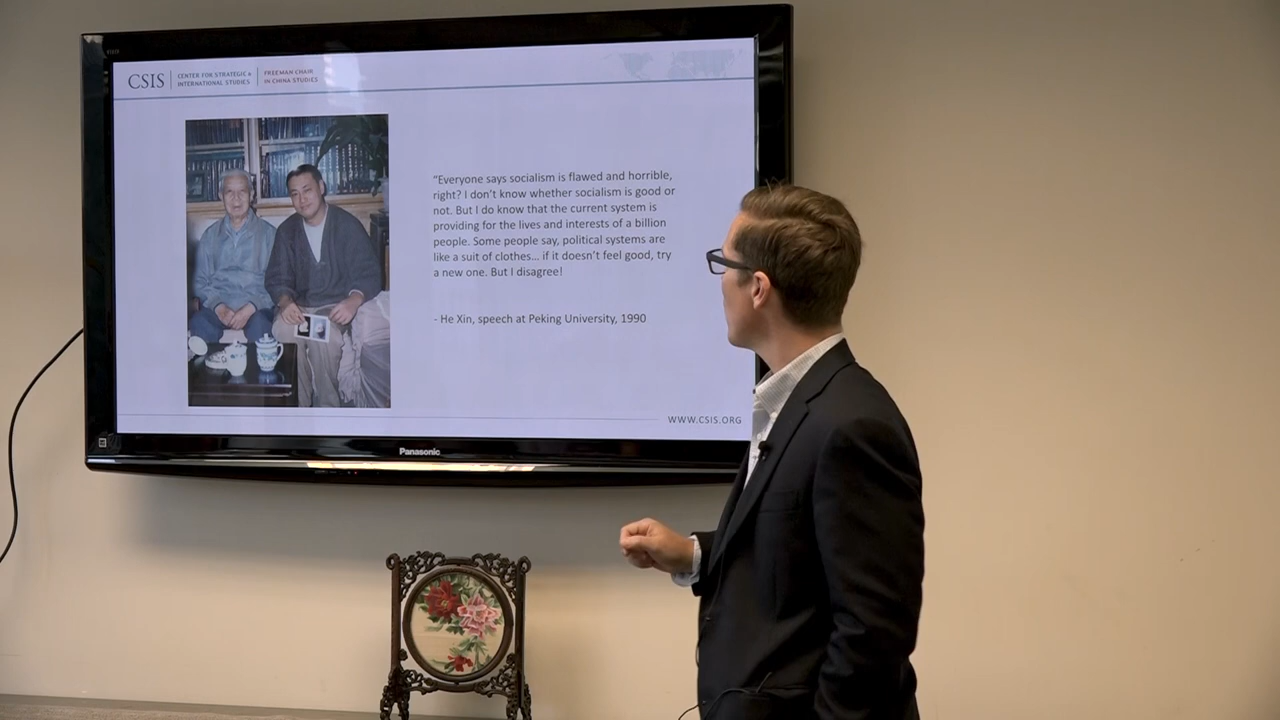 CSIS
CENTER FOR STRATEGIC &
INTERNATIONAL STUDIES
FREEMAN CHAIR
IN CHINA STUDIES
“Everyone says socialism is flawed and horrible,
right? I don’t know whether socialism is good or
not. But I do know that the current system is
providing for the lives and interests of a billion
people. Some people say, political systems are
like a suit of clothes… if it doesn’t feel good, try
a new one. But I disagree!
- He Xin, speech at Peking University, 1990
WWW.CSIS.ORG
Panasonic